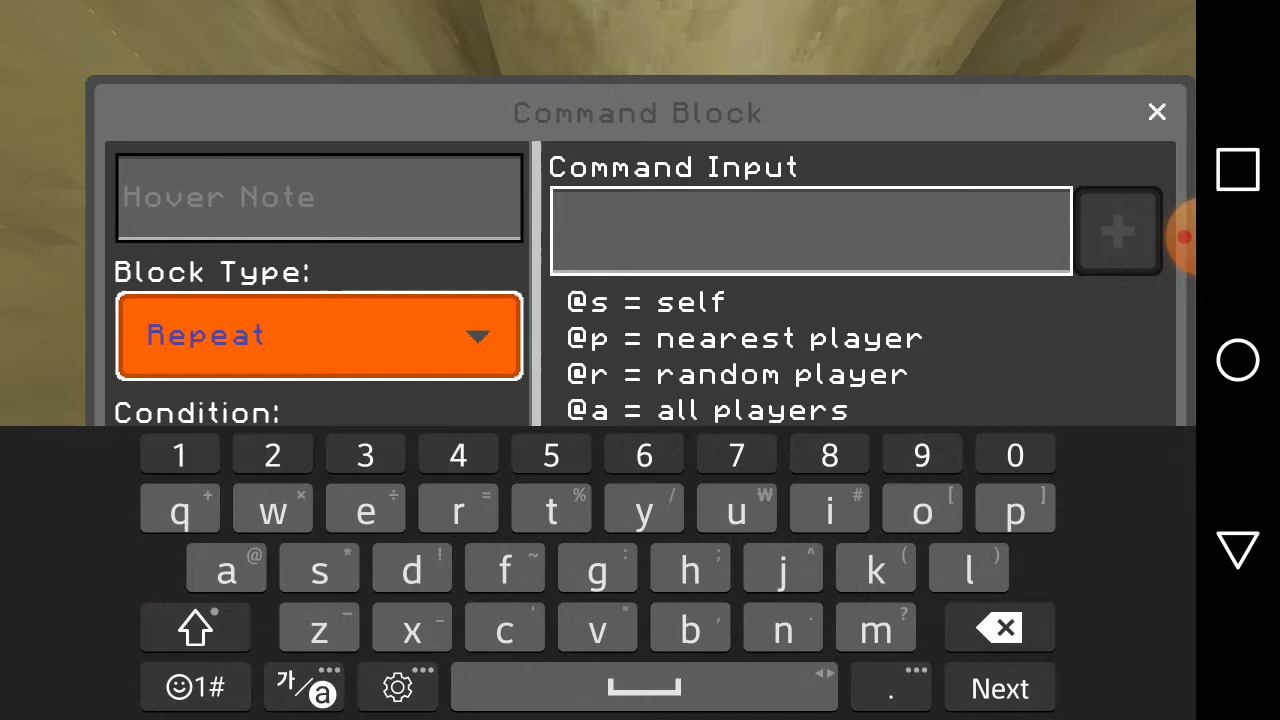 Command Block
×
Hover Note
Block Type:
Repeat
Condition:
Command Input
+
@s = self
@p = nearest player
@r = random player
@a = all players
1 2 3 4 5 6 7 8 9 0
q + w × e ÷ r = t % y / u ₩ i # o [ p ]
a @ s * d ! f ~ g : h ; j ^ k ( l )
z - x _ c ' v " b , n . m ?
1# 가/a . Next